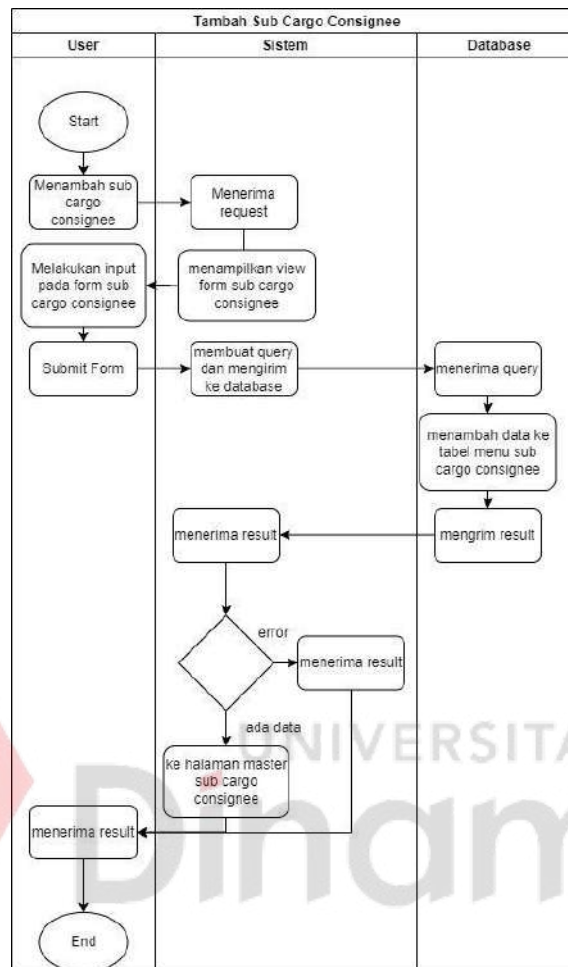 Tambah Sub Cargo Consignee
User
Sistem
Database
Start
Menambah sub
cargo
consignee
Menerima
request
Melakukan input
pada form sub
cargo consignee
menampilkan view
form sub cargo
consignee
Submit Form
membuat query
dan mengirim
ke database
menerima query
menambah data ke
tabel menu sub
cargo consignee
menerima result
mengrim result
error
menerima result
ada data
ke halaman master
sub cargo
consignee
menerima result
End
UNIVERSITA
Dinam